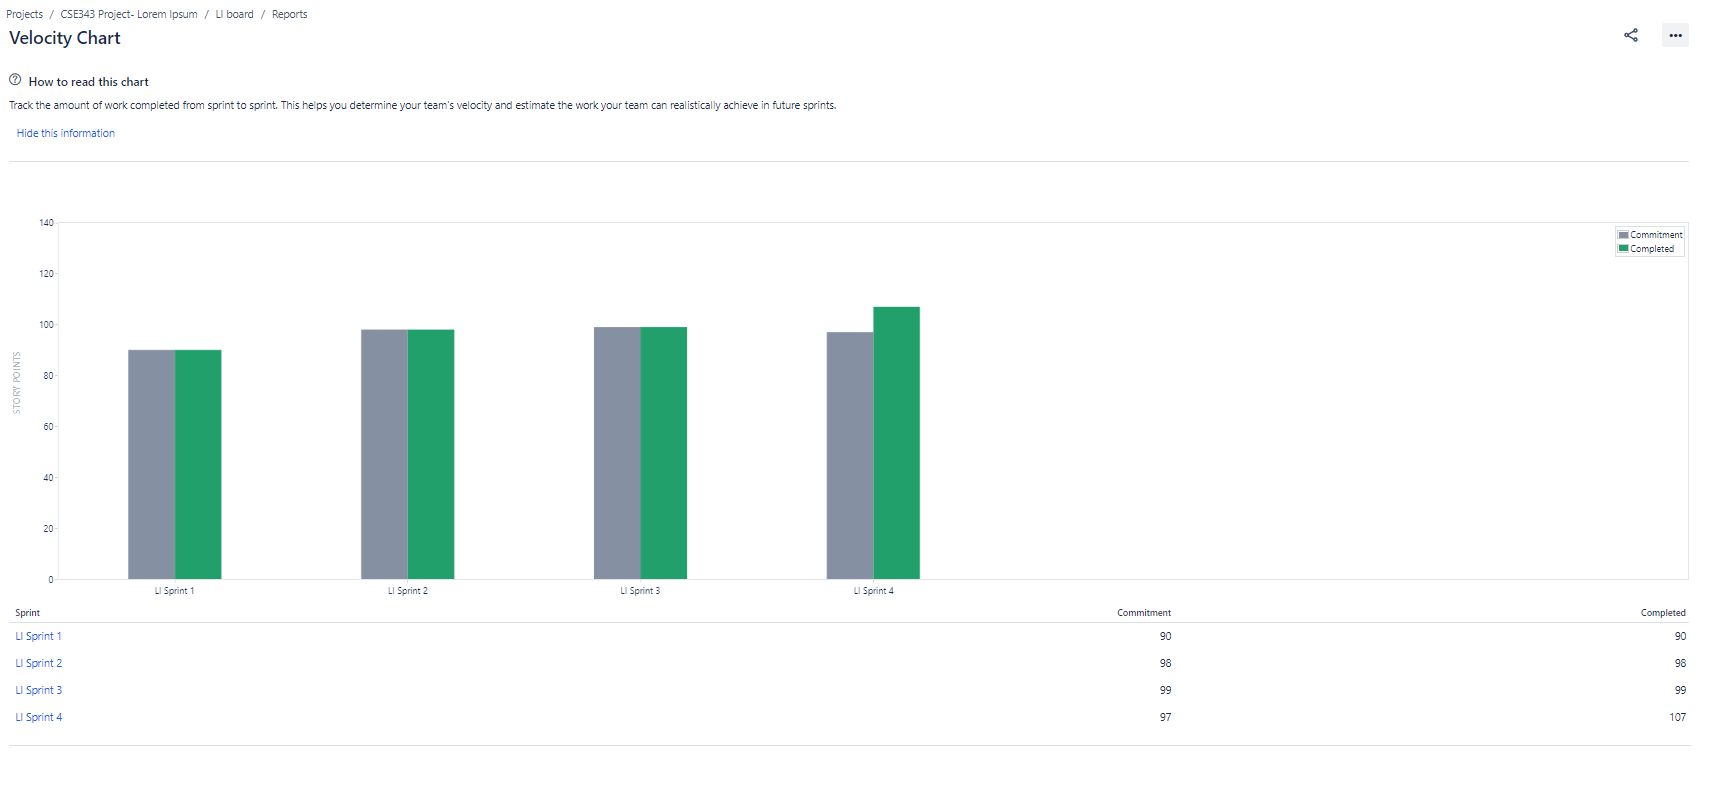 Projects / CSE343 Project- Lorem Ipsum / LI board / Reports
Velocity Chart
How to read this chart
Track the amount of work completed from sprint to sprint. This helps you determine your team's velocity and estimate the work your team can realistically achieve in future sprints.
Hide this information
140
120
100
80
60
40
20
0
STORY POINTS
Commitment
Completed
LI Sprint 1 LI Sprint 2 LI Sprint 3 LI Sprint 4
Sprint Commitment Completed
LI Sprint 1 90 90
LI Sprint 2 98 98
LI Sprint 3 99 99
LI Sprint 4 97 107